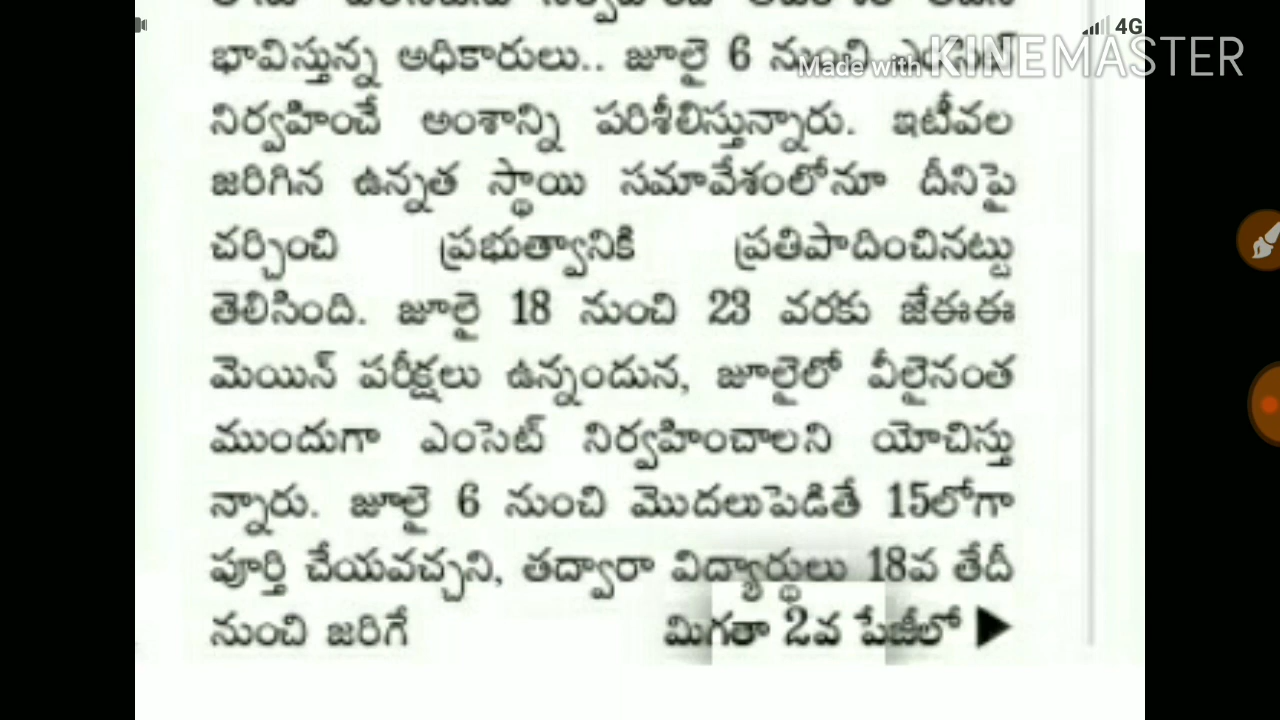 4G
Made with KINEMASTER
భావిస్తున్న అధికారులు.. జూలై 6 నుంచి
నిర్వహించే అంశాన్ని పరిశీలిస్తున్నారు. ఇటీవల
జరిగిన ఉన్నత స్థాయి సమావేశంలోనూ దీనిపై
చర్చించి ప్రభుత్వానికి ప్రతిపాదించినట్టు
తెలిసింది. జూలై 18 నుంచి 23 వరకు జేఈఈ
మెయిన్ పరీక్షలు ఉన్నందున, జూలైలో వీలైనంత
ముందుగా ఎంసెట్ నిర్వహించాలని యోచిస్తు
న్నారు. జూలై 6 నుంచి మొదలుపెడితే 15లోగా
పూర్తి చేయవచ్చని, తద్వారా విద్యార్థులు 18వ తేదీ
నుంచి జరిగే మిగతా 2వ పేజీలో